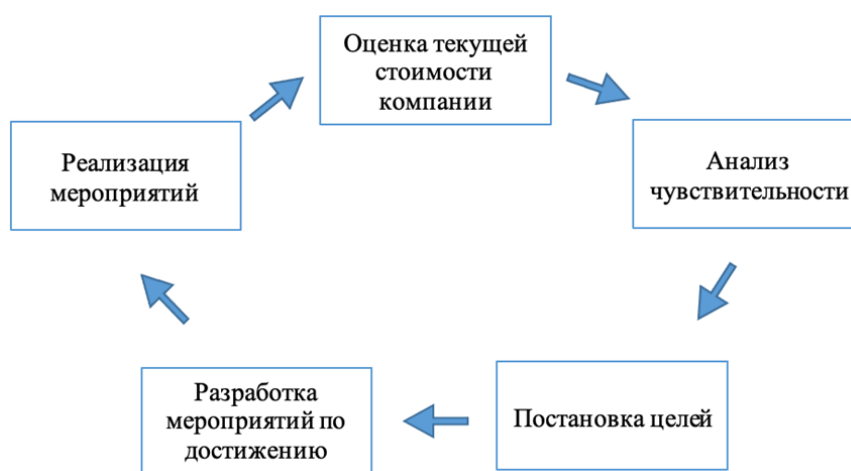 Оценка текущей
стоимости
компании
Анализ
чувствительности
Постановка целей
Разработка
мероприятий по
достижению
Реализация
мероприятий